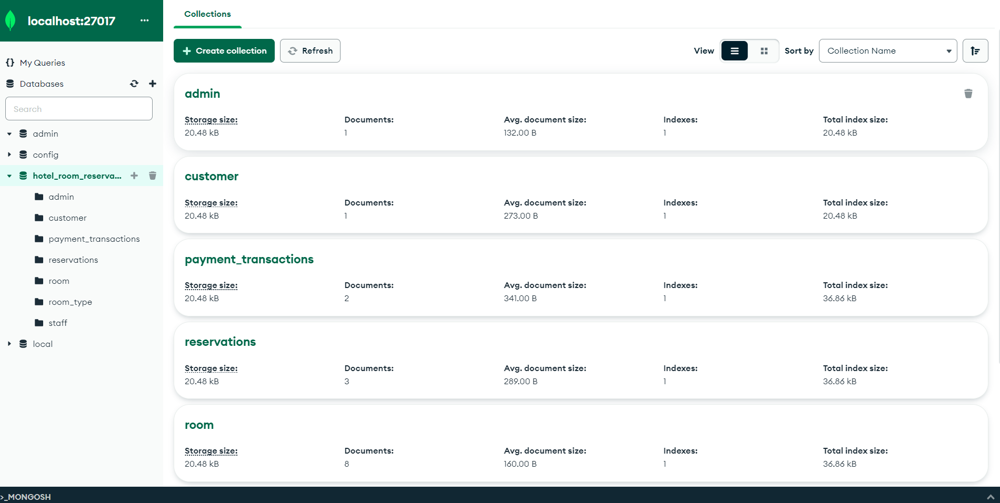 localhost:27017
My Queries
Databases
Search
admin
config
hotel_room_reserva...
admin
customer
payment_transactions
reservations
room
room_type
staff
local
Collections
Create collection
Refresh
View
Sort by
Collection Name
admin
Storage size: Documents: Avg. document size: Indexes: Total index size:
20.48 kB 1 132.00 B 1 20.48 kB
customer
Storage size: Documents: Avg. document size: Indexes: Total index size:
20.48 kB 1 273.00 B 1 20.48 kB
payment_transactions
Storage size: Documents: Avg. document size: Indexes: Total index size:
20.48 kB 2 341.00 B 1 36.86 kB
reservations
Storage size: Documents: Avg. document size: Indexes: Total index size:
20.48 kB 3 289.00 B 1 36.86 kB
room
Storage size: Documents: Avg. document size: Indexes: Total index size:
20.48 kB 8 160.00 B 1 36.86 kB
>_MONGOSH